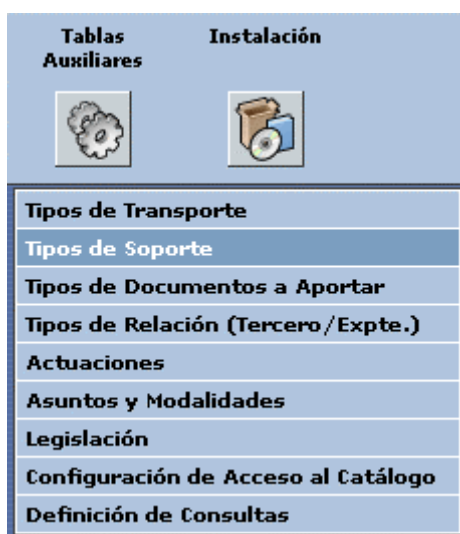 Tablas Auxiliares
Instalación
Tipos de Transporte
Tipos de Soporte
Tipos de Documentos a Aportar
Tipos de Relación (Tercero/Expte.)
Actuaciones
Asuntos y Modalidades
Legislación
Configuración de Acceso al Catálogo
Definición de Consultas